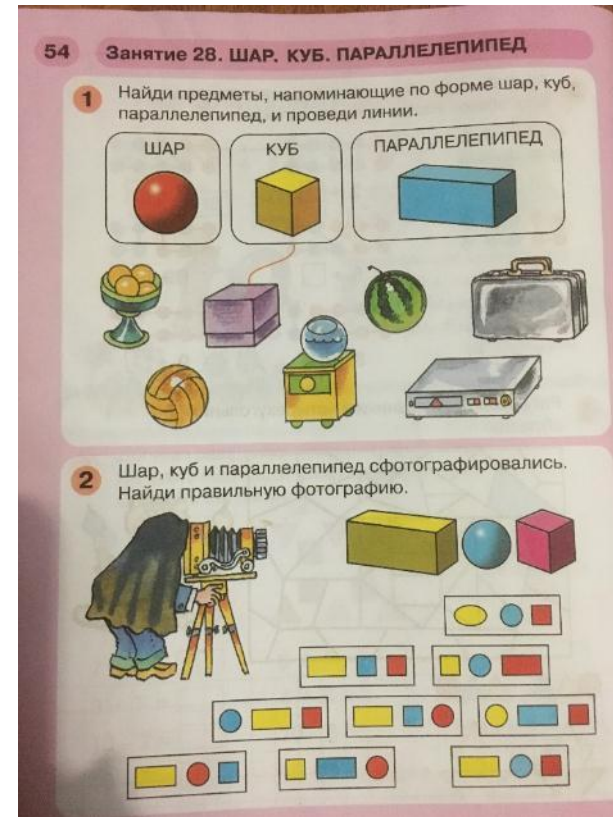 54 Занятие 28. ШАР. КУБ. ПАРАЛЛЕЛЕПИПЕД
1 Найди предметы, напоминающие по форме шар, куб,
параллелепипед, и проведи линии.
ШАР КУБ ПАРАЛЛЕЛЕПИПЕД
2 Шар, куб и параллелепипед сфотографировались.
Найди правильную фотографию.